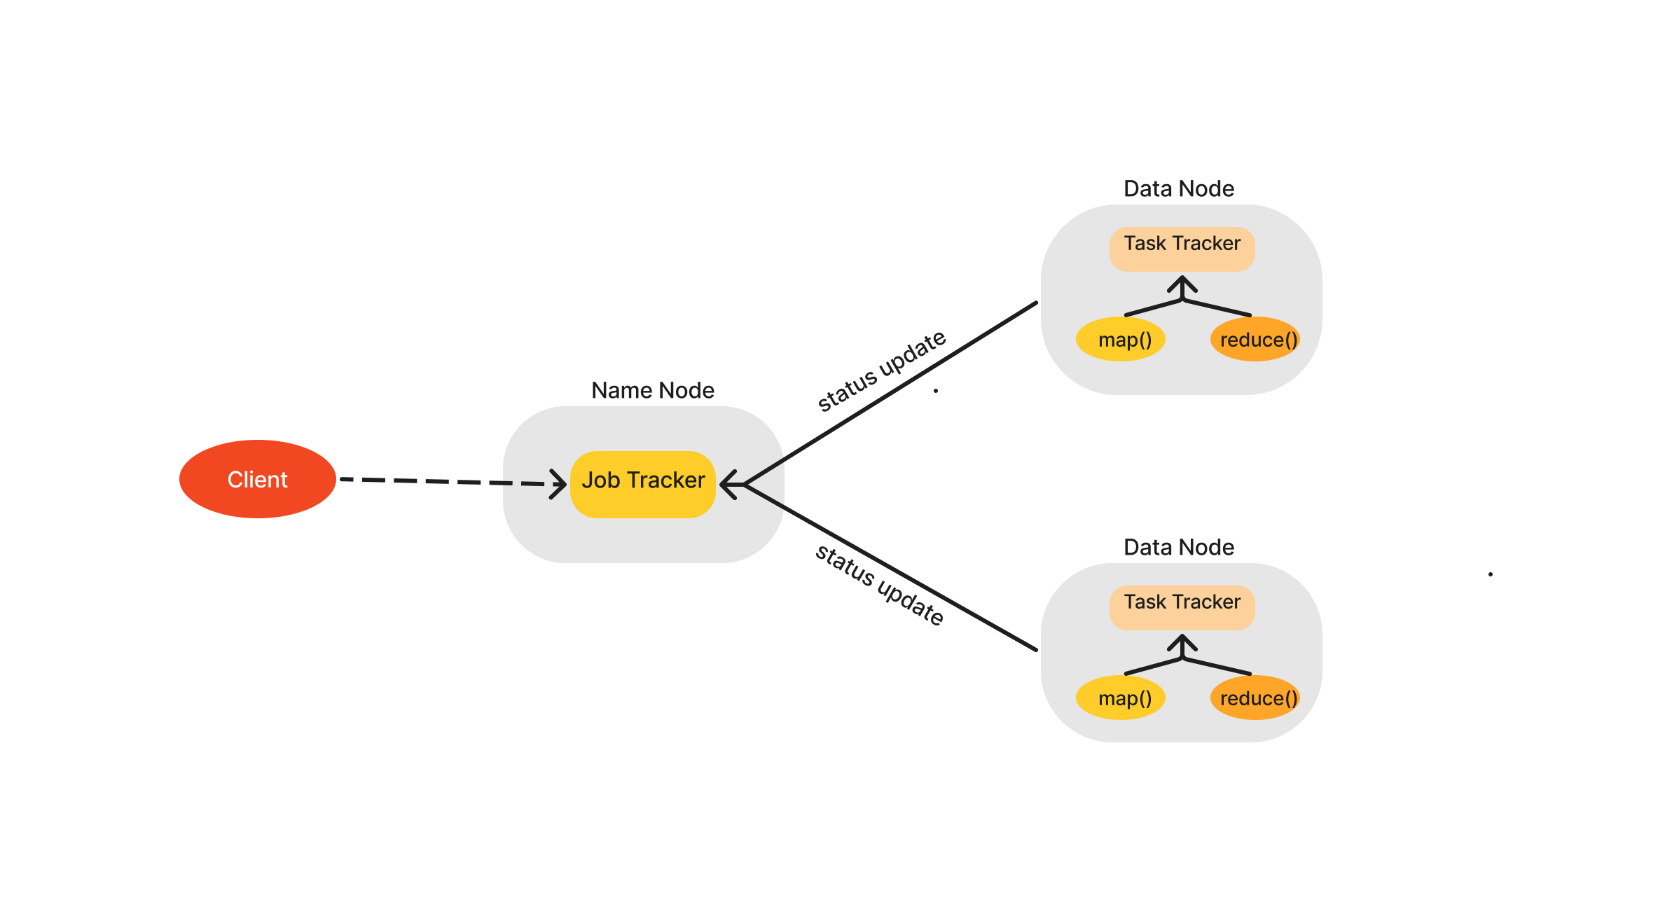 Client
Name Node
Job Tracker
status update
status update
Data Node
Task Tracker
map()
reduce()
Data Node
Task Tracker
map()
reduce()